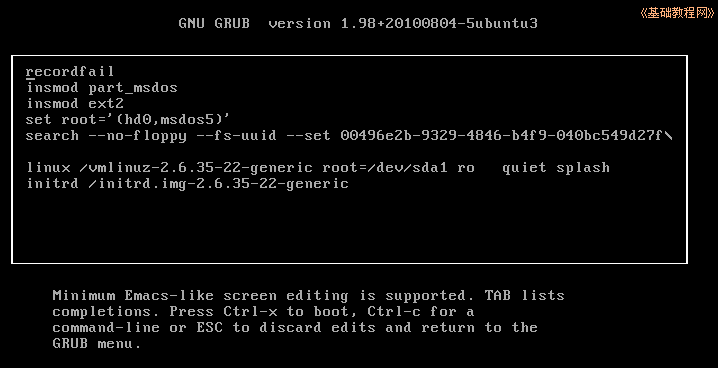 《基础教程网》
GNU GRUB  version 1.98+20100804-5ubuntu3
recordfail
insmod part_msdos
insmod ext2
set root='(hd0,msdos5)'
search --no-floppy --fs-uuid --set 00496e2b-9329-4846-b4f9-040bc549d27f\
linux /vmlinuz-2.6.35-22-generic root=/dev/sda1 ro   quiet splash
initrd /initrd.img-2.6.35-22-generic
Minimum Emacs-like screen editing is supported. TAB lists
completions. Press Ctrl-x to boot, Ctrl-c for a
command-line or ESC to discard edits and return to the
GRUB menu.